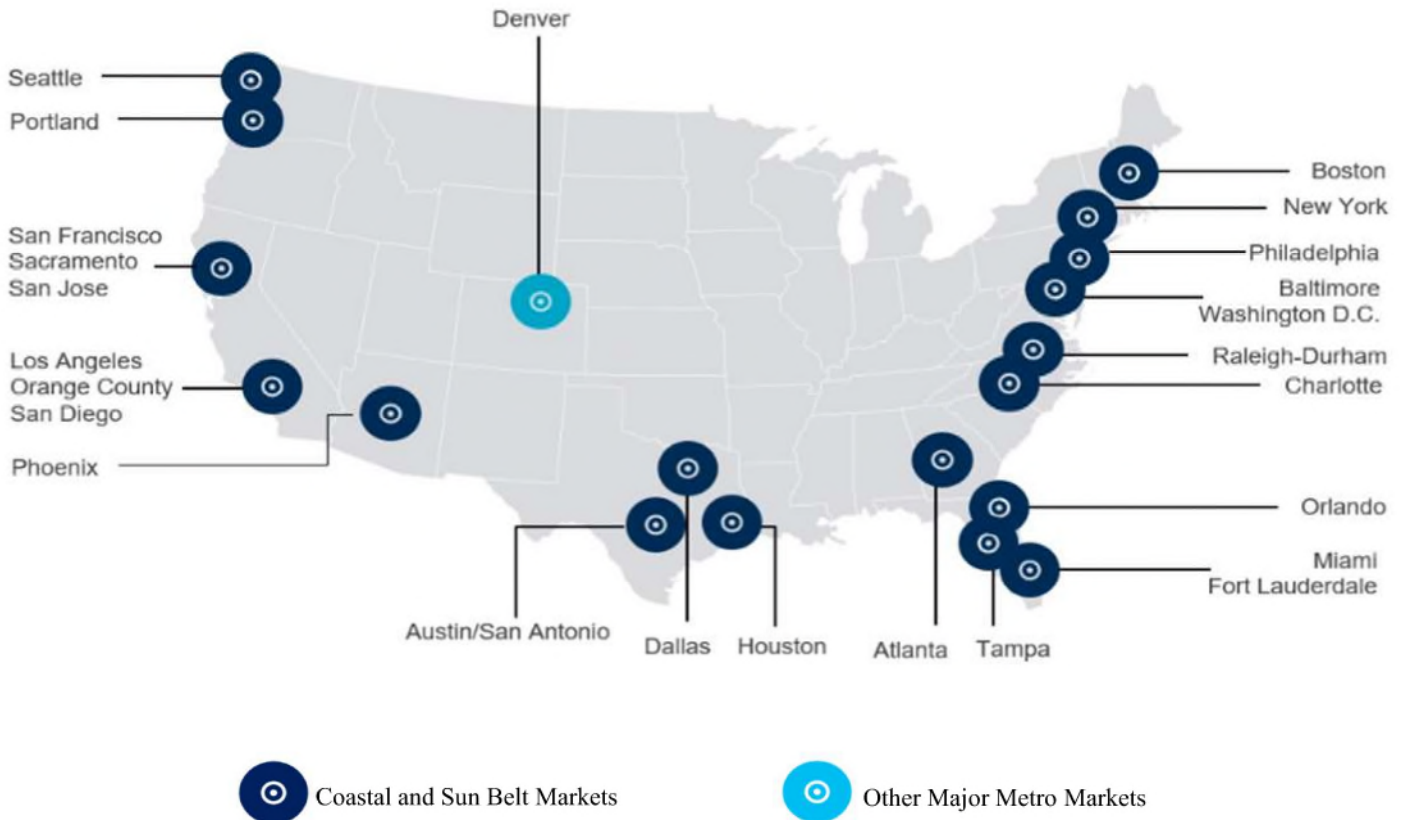 Denver
Seattle
Portland
San Francisco
Sacramento
San Jose
Los Angeles
Orange County
San Diego
Phoenix
Boston
New York
Philadelphia
Baltimore
Washington D.C.
Raleigh-Durham
Charlotte
Orlando
Miami
Fort Lauderdale
Austin/San Antonio
Dallas
Houston
Atlanta
Tampa
Coastal and Sun Belt Markets
Other Major Metro Markets